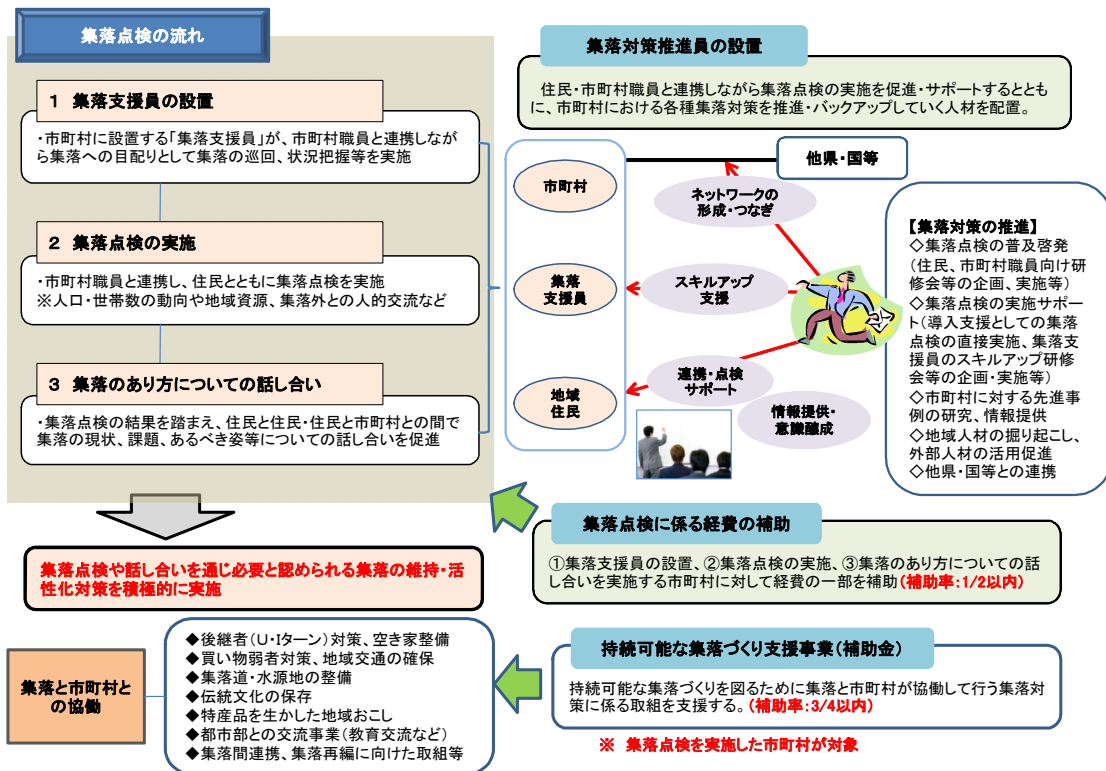 集落点検の流れ
1 集落支援員の設置
・市町村に設置する「集落支援員」が、市町村職員と連携しなが
ら集落への目配りとして集落の巡回、状況把握等を実施
2 集落点検の実施
・市町村職員と連携し、住民とともに集落点検を実施
※人口・世帯数の動向や地域資源、集落外との人的交流など
3 集落のあり方についての話し合い
・集落点検の結果を踏まえ、住民と住民・住民と市町村との間で
集落の現状、課題、あるべき姿等についての話し合いを促進
集落対策推進員の設置
住民・市町村職員と連携しながら集落点検の実施を促進・サポートするととも
に、市町村における各種集落対策を推進・バックアップしていく人材を配置。
市町村
集落
支援員
地域
住民
他県・国等
ネットワークの
形成・つなぎ
スキルアップ
支援
連携・点検
サポート
情報提供・
意識醸成
【集落対策の推進】
◇集落点検の普及啓発
(住民、市町村職員向け研
修会等の企画、実施等)
◇集落点検の実施サポー
ト(導入支援としての集落
点検の直接実施、集落支
援員のスキルアップ研修
会等の企画・実施等)
◇市町村に対する先進事
例の研究、情報提供
◇地域人材の掘り起こし、
外部人材の活用促進
◇他県・国等との連携
集落点検に係る経費の補助
①集落支援員の設置、②集落点検の実施、③集落のあり方についての話
し合いを実施する市町村に対して経費の一部を補助(補助率:1/2以内)
集落点検や話し合いを通じ必要と認められる集落の維持・活
性化対策を積極的に実施
集落と市町村と
の協働
◆後継者(U・Iターン)対策、空き家整備
◆買い物弱者対策、地域交通の確保
◆集落道・水源地の整備
◆伝統文化の保存
◆特産品を生かした地域おこし
◆都市部との交流事業(教育交流など)
◆集落間連携、集落再編に向けた取組等
持続可能な集落づくり支援事業(補助金)
持続可能な集落づくりを図るために集落と市町村が協働して行う集落対
策に係る取組を支援する。(補助率:3/4以内)
※ 集落点検を実施した市町村が対象